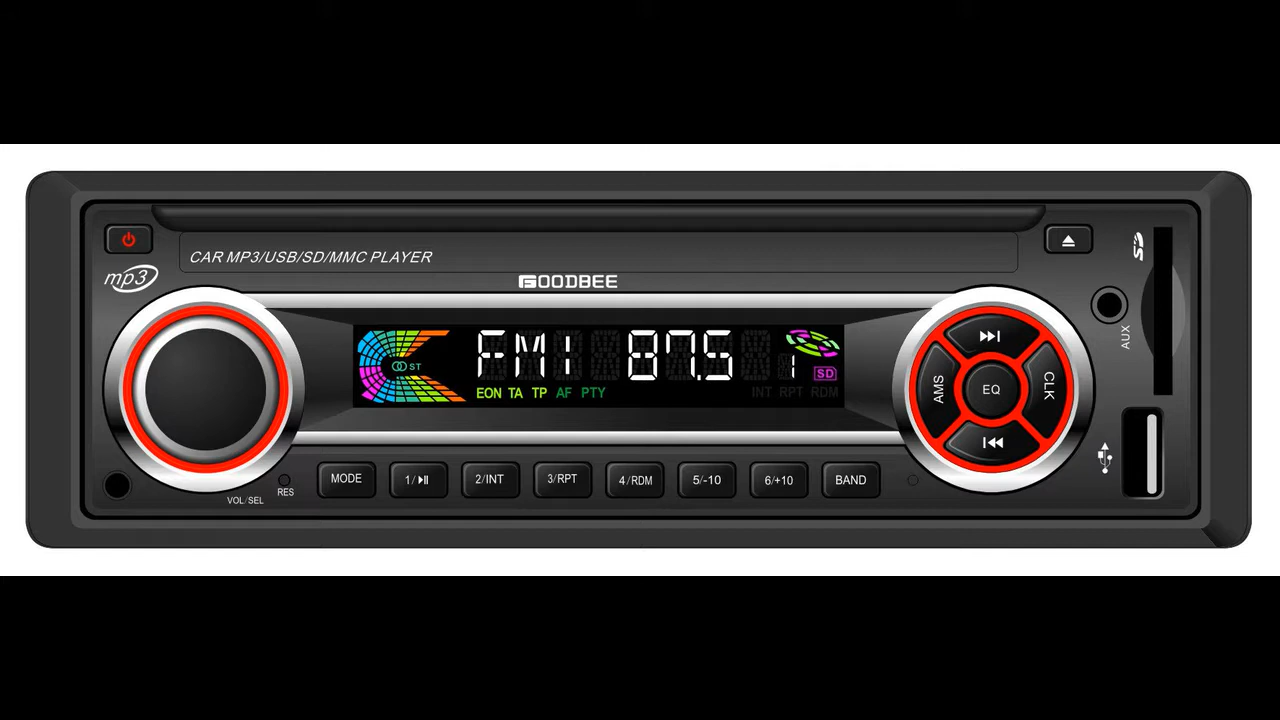 CAR MP3/USB/SD/MMC PLAYER
mp3
GOODBEE
SD
AUX
FM1 87.5 1
ST
SD
EON TA TP AF PTY
INT RPT RDM
AMS
EQ
CLK
VOL/SEL
RES
MODE
1/
2/INT
3/RPT
4/RDM
5/-10
6/+10
BAND